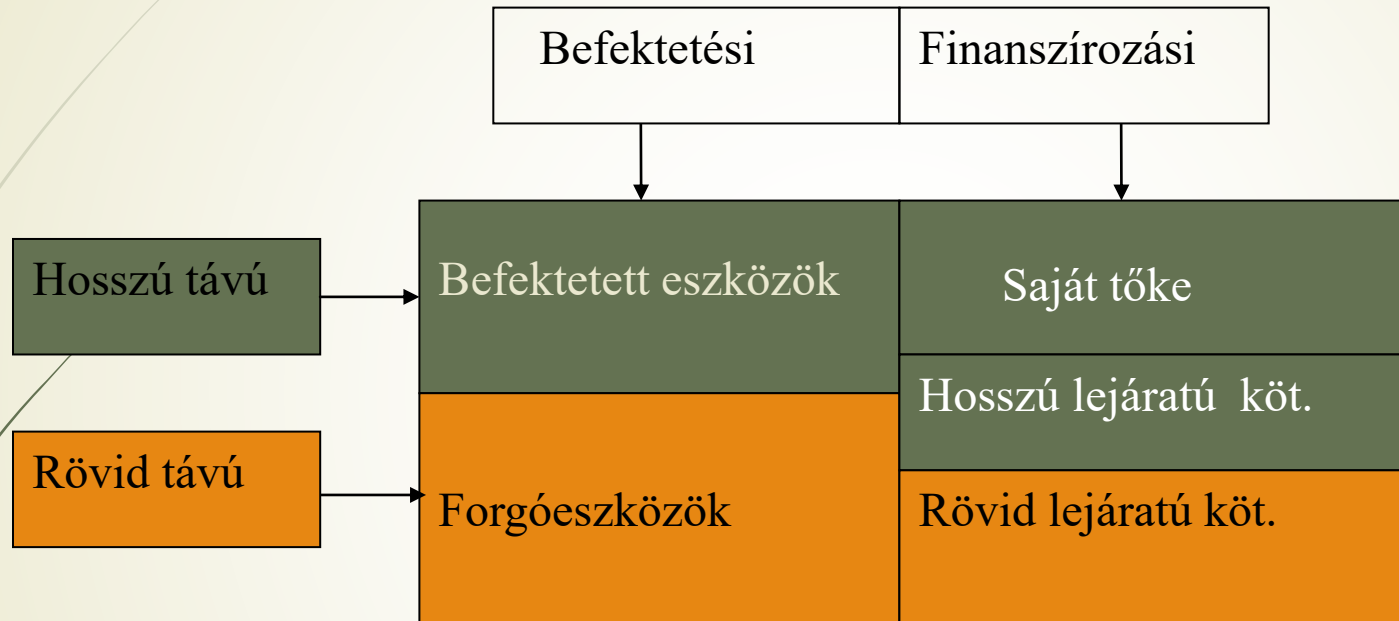 Befektetési
Finanszírozási
Hosszú távú
Befektetett eszközök
Saját tőke
Hosszú lejáratú  köt.
Rövid távú
Forgóeszközök
Rövid lejáratú köt.